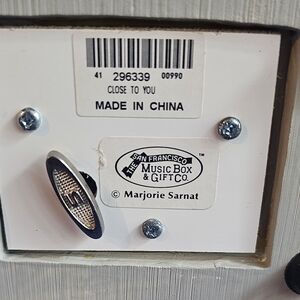 41 296339 00990
CLOSE TO YOU
MADE IN CHINA
THE SAN FRANCISCO
MUSIC BOX
& GIFT CO.
™
© Marjorie Sarnat